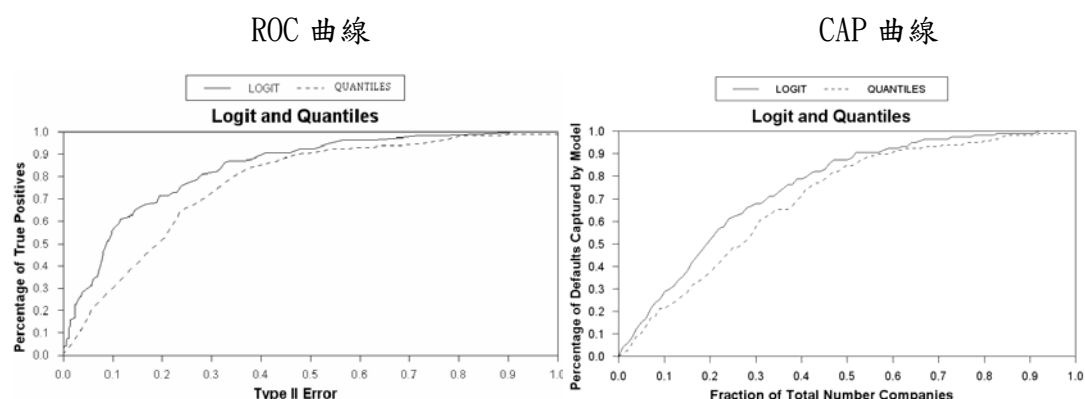 ROC 曲線
LOGIT QUANTILES
Logit and Quantiles
Percentage of True Positives
1.0
0.9
0.8
0.7
0.6
0.5
0.4
0.3
0.2
0.1
0.0
0.0 0.1 0.2 0.3 0.4 0.5 0.6 0.7 0.8 0.9 1.0
Type II Error
CAP 曲線
LOGIT QUANTILES
Logit and Quantiles
Percentage of Defaults Captured by Model
1.0
0.9
0.8
0.7
0.6
0.5
0.4
0.3
0.2
0.1
0.0
0.0 0.1 0.2 0.3 0.4 0.5 0.6 0.7 0.8 0.9 1.0
Fraction of Total Number Companies